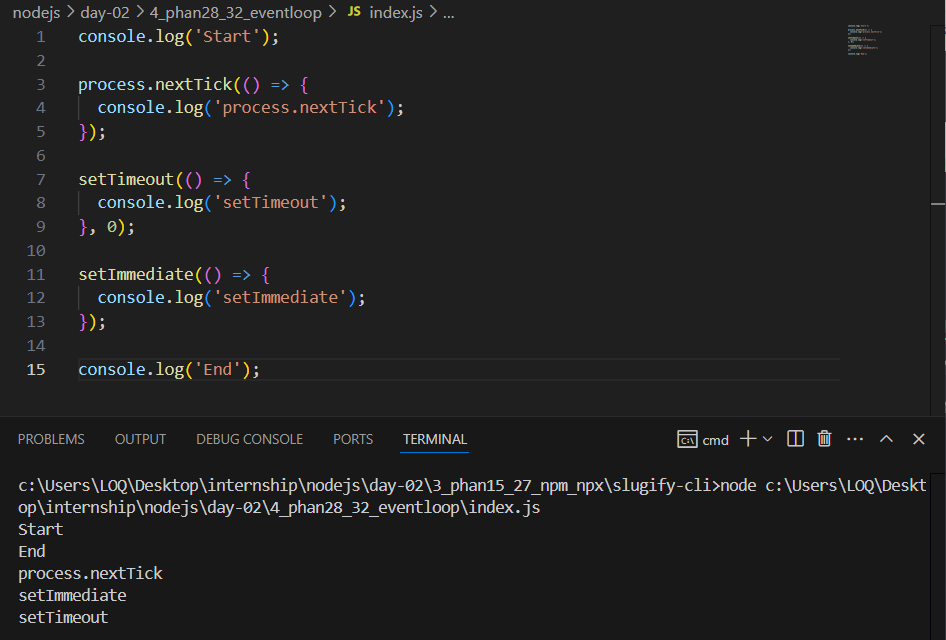 nodejs > day-02 > 4_phan28_32_eventloop > JS index.js > ...
1 console.log('Start');
2
3 process.nextTick(() => {
4   console.log('process.nextTick');
5 });
6
7 setTimeout(() => {
8   console.log('setTimeout');
9 }, 0);
10
11 setImmediate(() => {
12   console.log('setImmediate');
13 });
14
15 console.log('End');
PROBLEMS OUTPUT DEBUG CONSOLE PORTS TERMINAL cmd
c:\Users\LOQ\Desktop\internship\nodejs\day-02\3_phan15_27_npm_npx\slugify-cli>node c:\Users\LOQ\Deskt
op\internship\nodejs\day-02\4_phan28_32_eventloop\index.js
Start
End
process.nextTick
setImmediate
setTimeout